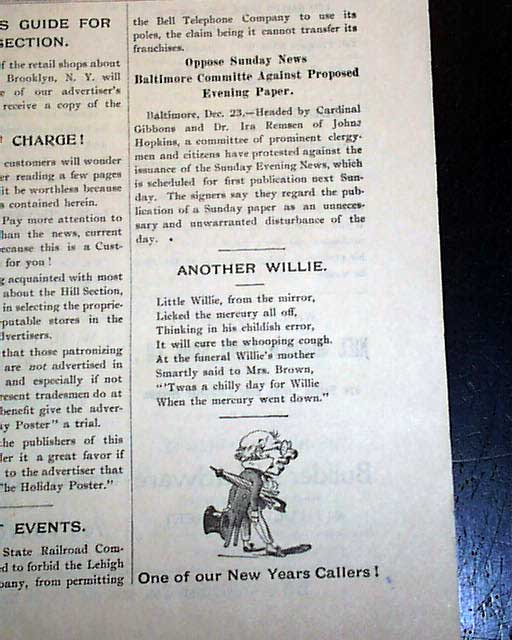 S GUIDE FOR
SECTION.
f the retail shops about
Brooklyn, N. Y. will
e of our advertiser's
receive a copy of the
CHARGE!
customers will wonder
er reading a few pages
it be worthless because
s contained herein.
Pay more attention to
than the news, current
because this is a Cust-
for you!
g acquainted with most
about the Hill Section,
in selecting the proprie-
putable stores in the
dvertisers.
that those patronizing
are not advertised in
and especially if not
resent tradesmen do at
benefit give the adver-
ay Poster" a trial.
the publishers of this
der it a great favor if
to the advertiser that
The Holiday Poster."
T EVENTS.
State Railroad Com-
ed to forbid the Lehigh
pany, from permitting
the Bell Telephone Company to use its
poles, the claim being it cannot transfer its
franchises.
Oppose Sunday News
Baltimore Committe Against Proposed
Evening Paper.
Baltimore, Dec. 23.—Headed by Cardinal
Gibbons and Dr. Ira Remsen of Johns
Hopkins, a committee of prominent clergy-
men and citizens have protested against the
issuance of the Sunday Evening News, which
is scheduled for first publication next Sun-
day. The signers say they regard the pub-
lication of a Sunday paper as an unneces-
sary and unwarranted disturbance of the
day.
ANOTHER WILLIE.
Little Willie, from the mirror,
Licked the mercury all off,
Thinking in his childish error,
It will cure the whooping cough.
At the funeral Willie's mother
Smartly said to Mrs. Brown,
"'Twas a chilly day for Willie
When the mercury went down."
One of our New Years Callers!